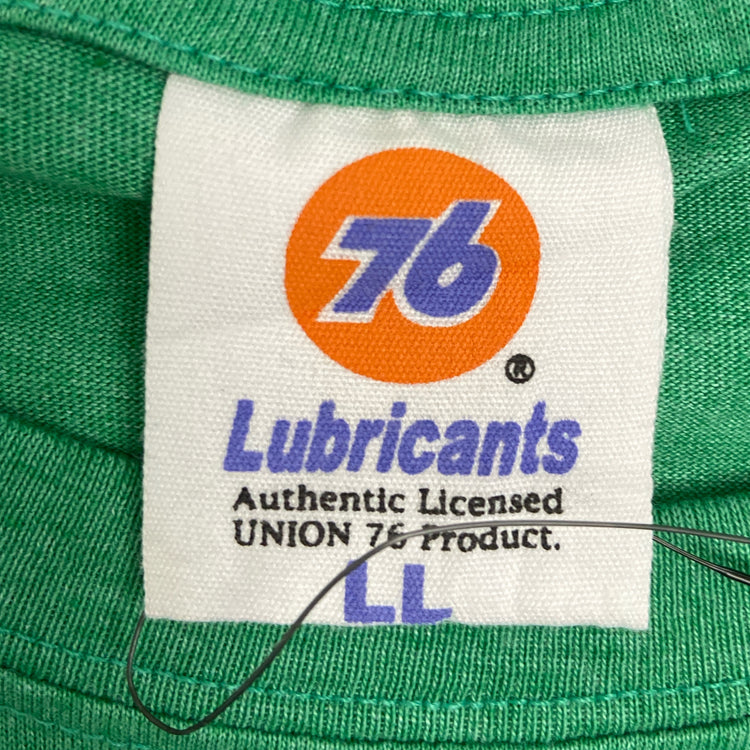 76
®
Lubricants
Authentic Licensed
UNION 76 Product.
LL